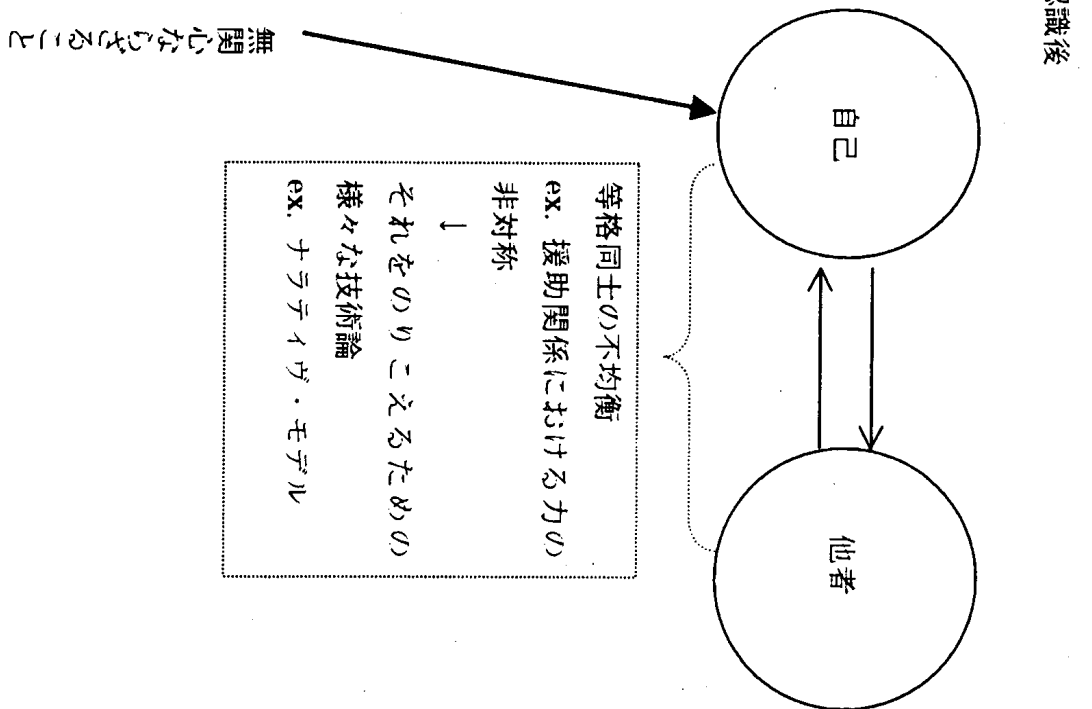 識後
自己
他者
等格同士の不均衡
ex. 援助関係における力の
非対称
↓
それをのりこえるための
様々な技術論
ex. ナラティヴ・モデル
無関心ならざること